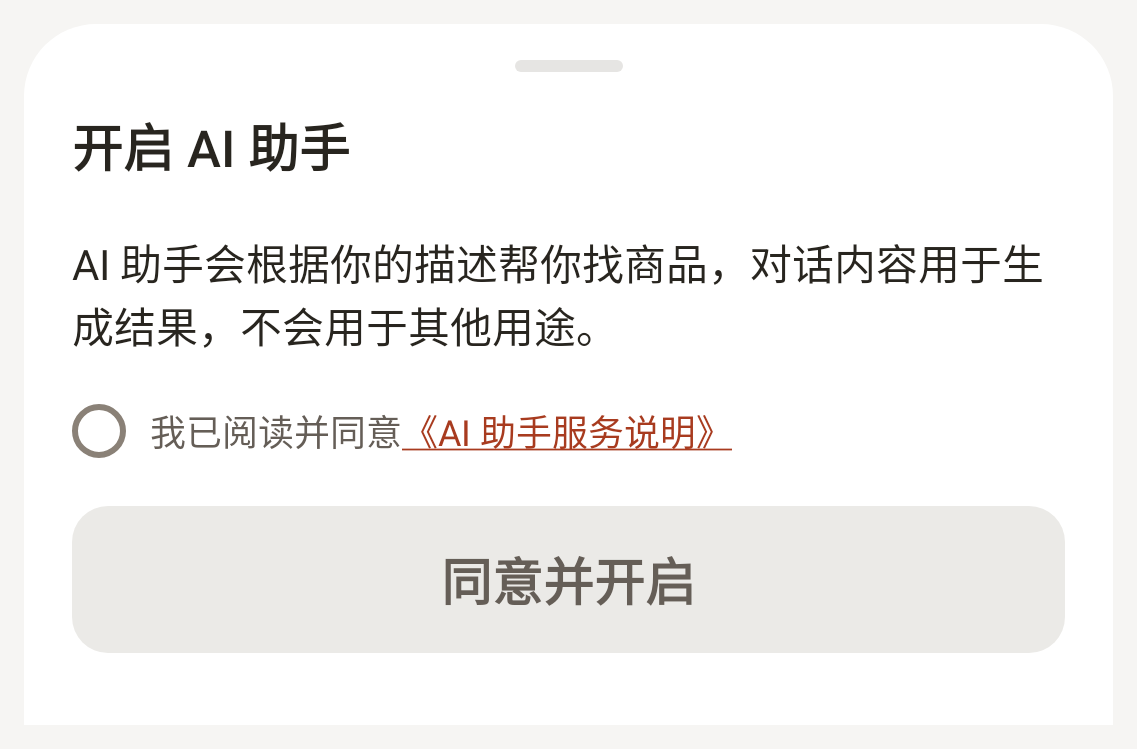 开启 AI 助手
AI 助手会根据你的描述帮你找商品，对话内容用于生
成结果，不会用于其他用途。
我已阅读并同意《AI 助手服务说明》
同意并开启